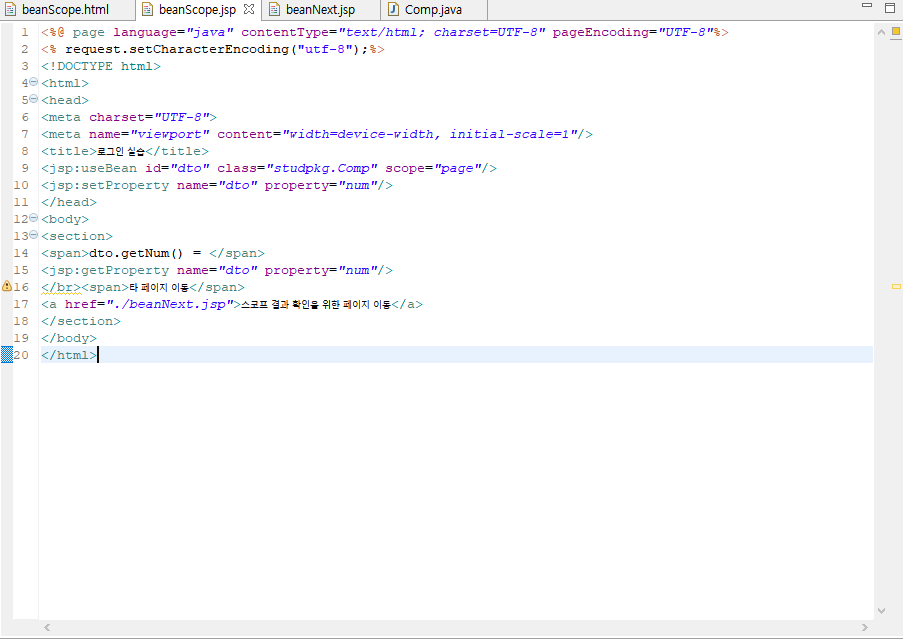 beanScope.html beanScope.jsp beanNext.jsp Comp.java
1 <%@ page language="java" contentType="text/html; charset=UTF-8" pageEncoding="UTF-8"%>
2 <% request.setCharacterEncoding("utf-8");%>
3 <!DOCTYPE html>
4 <html>
5 <head>
6 <meta charset="UTF-8">
7 <meta name="viewport" content="width=device-width, initial-scale=1"/>
8 <title>로그인 실습</title>
9 <jsp:useBean id="dto" class="studpkg.Comp" scope="page"/>
10 <jsp:setProperty name="dto" property="num"/>
11 </head>
12 <body>
13 <section>
14 <span>dto.getNum() = </span>
15 <jsp:getProperty name="dto" property="num"/>
16 </br><span>타 페이지 이동</span>
17 <a href="./beanNext.jsp">스코프 결과 확인을 위한 페이지 이동</a>
18 </section>
19 </body>
20 </html>